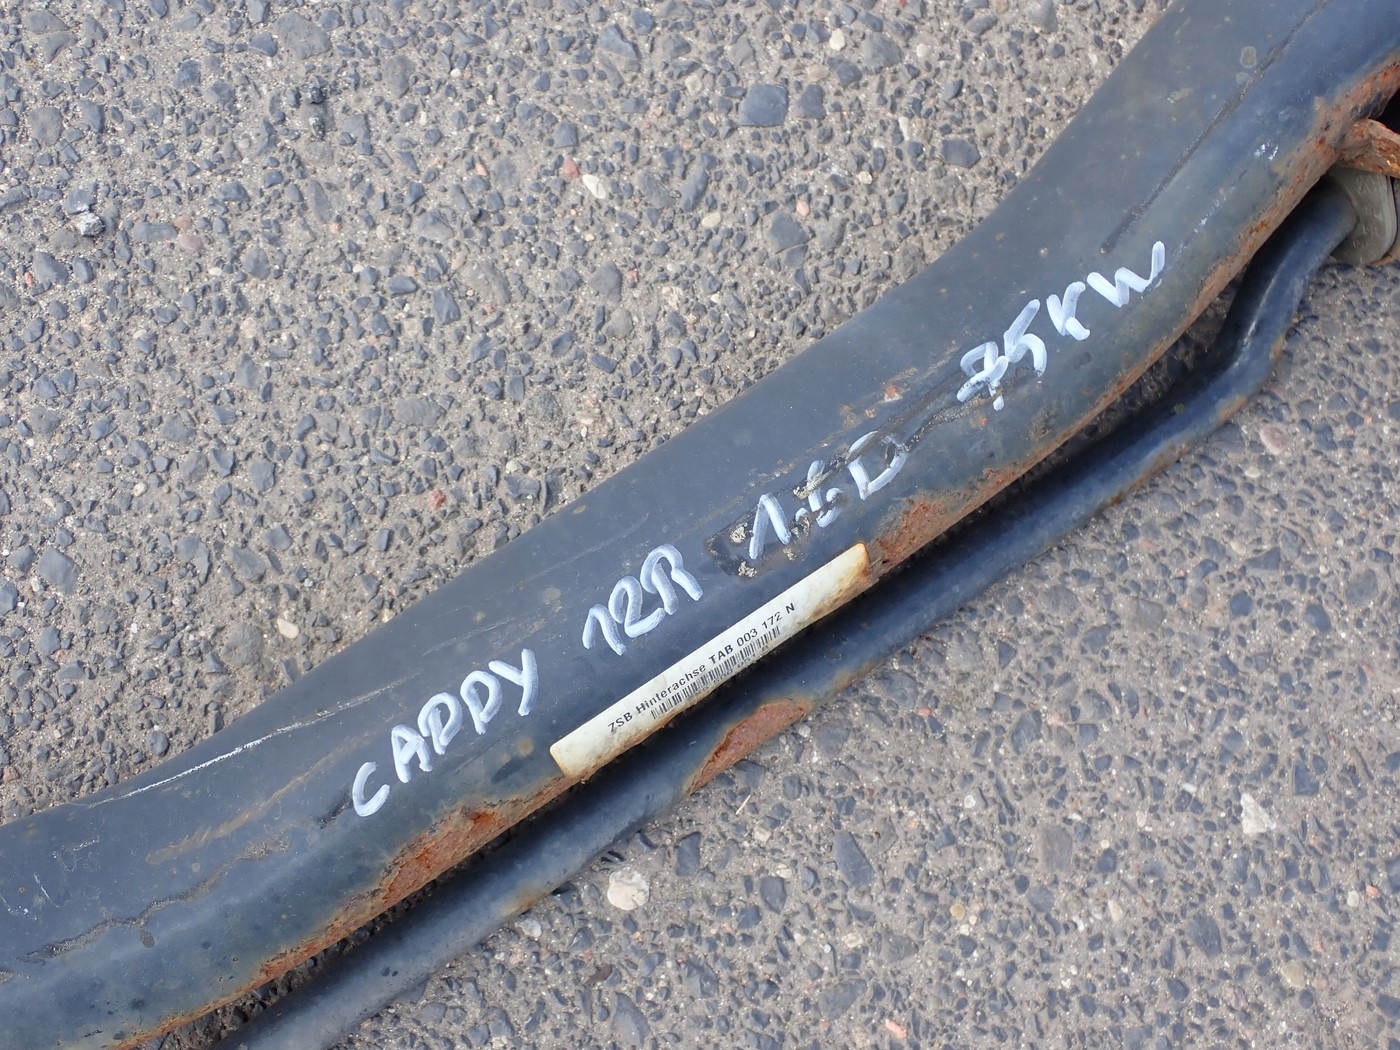 CADDY 12R 1.6D 75KW
ZSB Hinterachse TAB 003 172 N